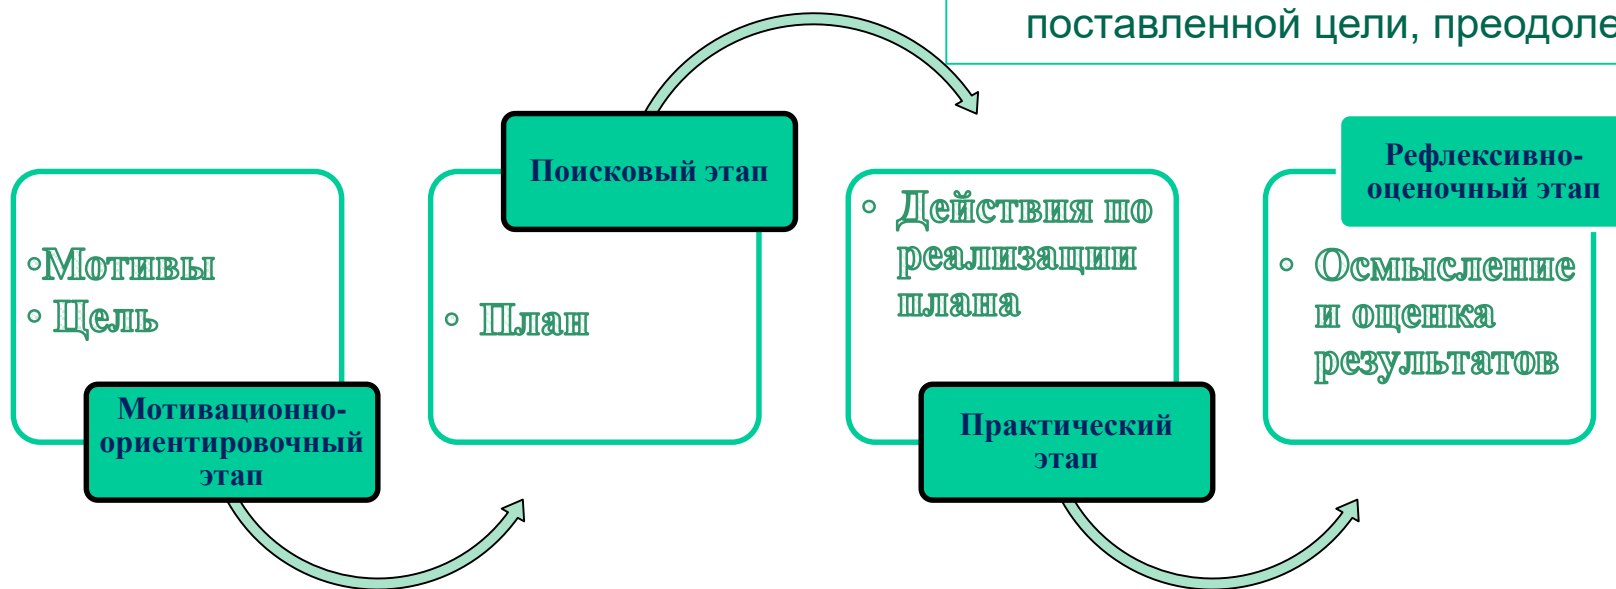 поставленной цели, преодоле
Мотивы
Цель
Мотивационно-
ориентировочный
этап
Поисковый этап
План
Действия по
реализации
плана
Практический
этап
Рефлексивно-
оценочный этап
Осмысление
и оценка
результатов